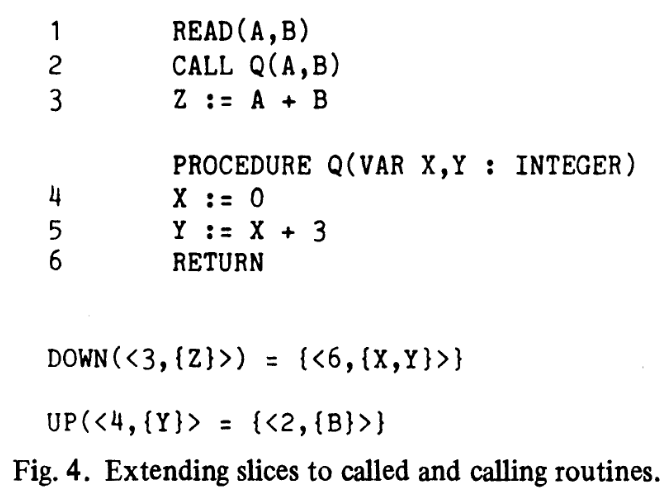 1 READ(A,B)
2 CALL Q(A,B)
3 Z := A + B
PROCEDURE Q(VAR X,Y : INTEGER)
4 X := 0
5 Y := X + 3
6 RETURN
DOWN(<3,{Z}>) = {<6,{X,Y}>}
UP(<4,{Y}> = {<2,{B}>}
Fig. 4. Extending slices to called and calling routines.